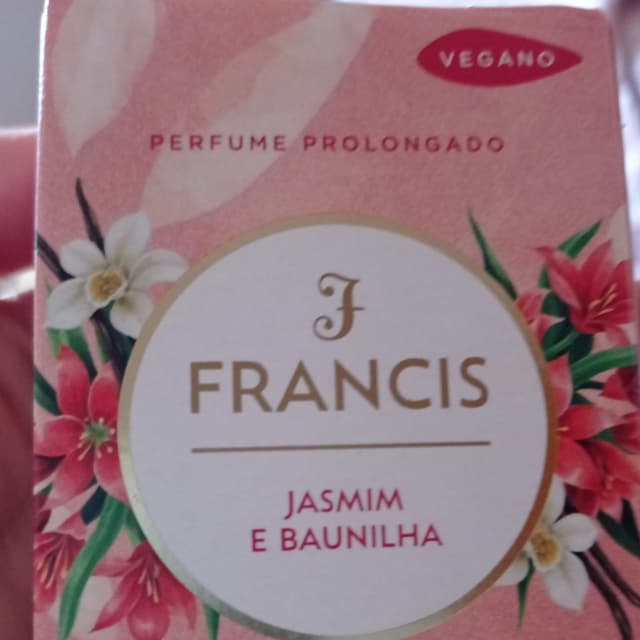 VEGANO
PERFUME PROLONGADO
F
FRANCIS
JASMIM
E BAUNILHA